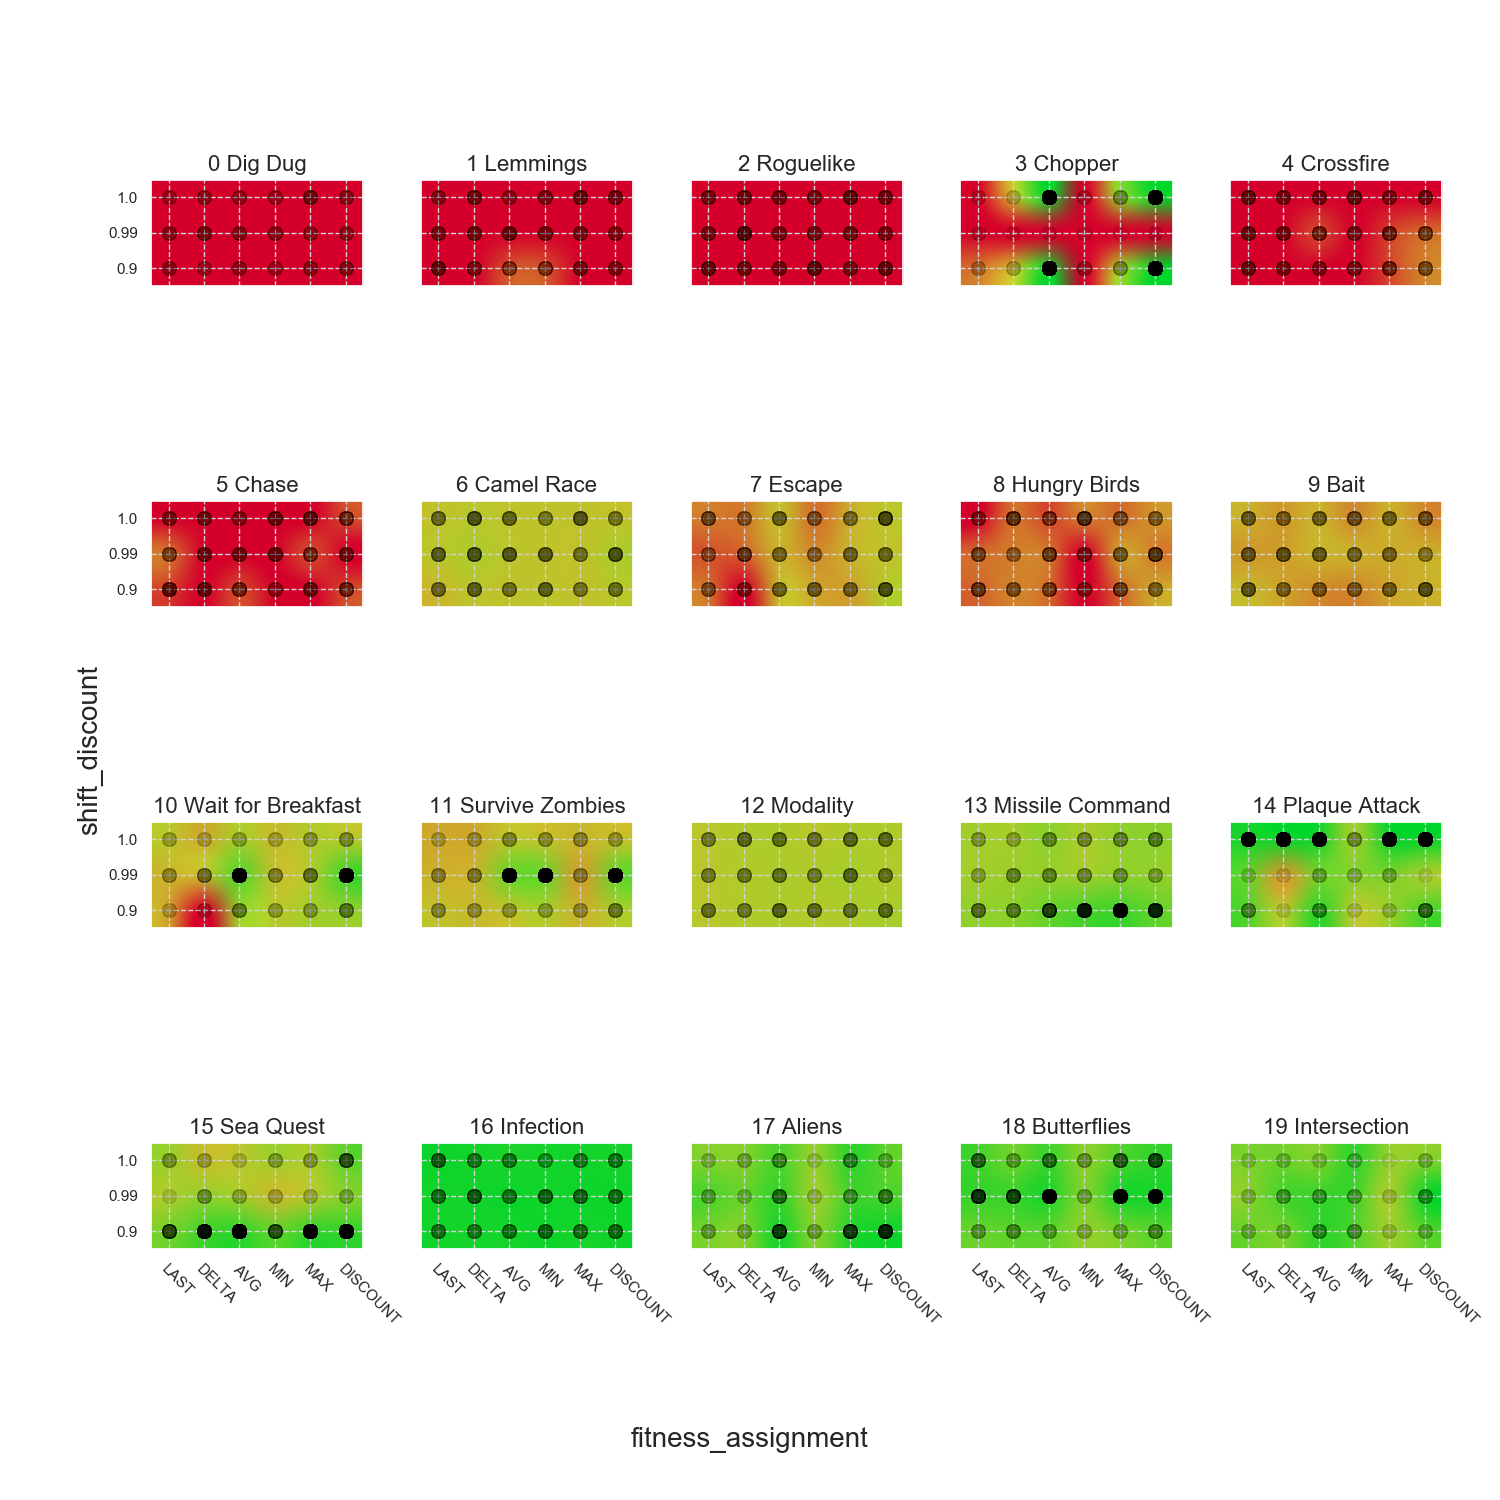 0 Dig Dug
1 Lemmings
2 Roguelike
3 Chopper
4 Crossfire
1.0
0.99
0.9
5 Chase
6 Camel Race
7 Escape
8 Hungry Birds
9 Bait
1.0
0.99
0.9
shift_discount
10 Wait for Breakfast
11 Survive Zombies
12 Modality
13 Missile Command
14 Plaque Attack
1.0
0.99
0.9
15 Sea Quest
16 Infection
17 Aliens
18 Butterflies
19 Intersection
1.0
0.99
0.9
LAST DELTA AVG MIN MAX DISCOUNT
LAST DELTA AVG MIN MAX DISCOUNT
LAST DELTA AVG MIN MAX DISCOUNT
LAST DELTA AVG MIN MAX DISCOUNT
LAST DELTA AVG MIN MAX DISCOUNT
fitness_assignment